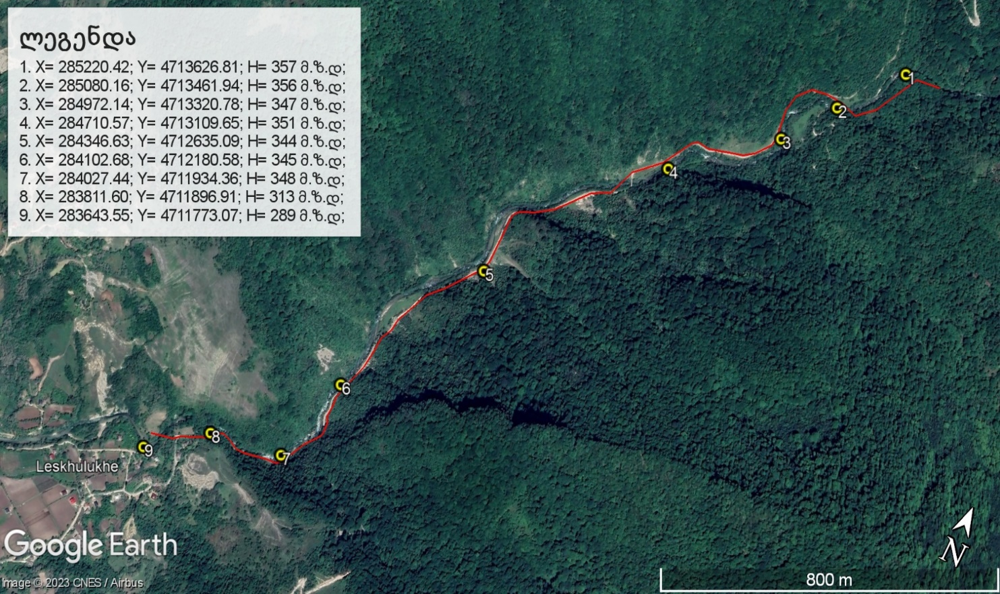 ლეგენდა
1. X= 285220.42; Y= 4713626.81; H= 357 მ.ზ.დ;
2. X= 285080.16; Y= 4713461.94; H= 356 მ.ზ.დ;
3. X= 284972.14; Y= 4713320.78; H= 347 მ.ზ.დ;
4. X= 284710.57; Y= 4713109.65; H= 351 მ.ზ.დ;
5. X= 284346.63; Y= 4712635.09; H= 344 მ.ზ.დ;
6. X= 284102.68; Y= 4712180.58; H= 345 მ.ზ.დ;
7. X= 284027.44; Y= 4711934.36; H= 348 მ.ზ.დ;
8. X= 283811.60; Y= 4711896.91; H= 313 მ.ზ.დ;
9. X= 283643.55; Y= 4711773.07; H= 289 მ.ზ.დ;
1
2
3
4
5
6
7
8
9
Leskhulukhe
Google Earth
N
Image © 2023 CNES / Airbus
800 m